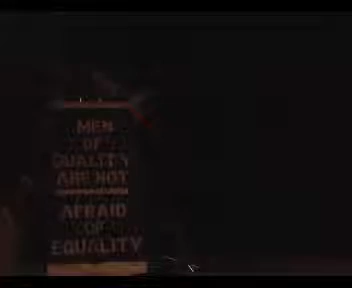 MEN
OF
QUALITY
ARE NOT
AFRAID
OF
EQUALITY